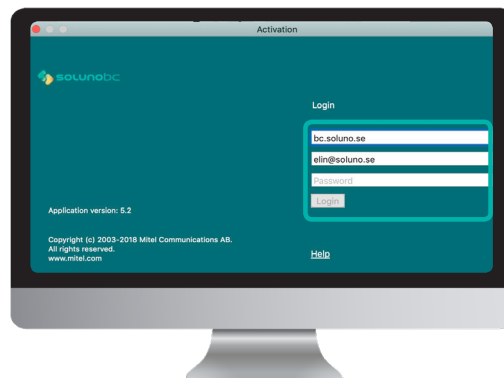 Activation
solunobc
Login
bc.soluno.se
elin@soluno.se
Password
Login
Application version: 5.2
Copyright (c) 2003-2018 Mitel Communications AB.
All rights reserved.
www.mitel.com
Help